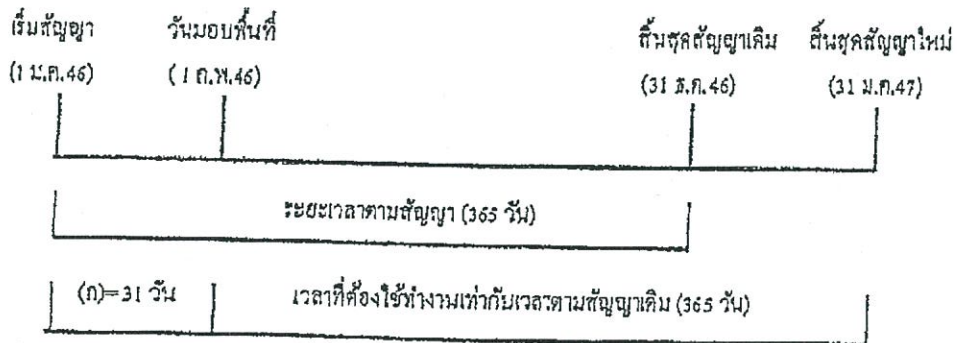 เริ่มสัญญา วันมอบพื้นที่ สิ้นสุดสัญญาเดิม สิ้นสุดสัญญาใหม่
(1 ม.ค.46) (1 ก.พ.46) (31 ธ.ค.46) (31 ม.ค.47)
ระยะเวลาตามสัญญา (365 วัน)
(ก)=31 วัน เวลาที่ต้องใช้ทำงานเท่ากับเวลาตามสัญญาเดิม (365 วัน)